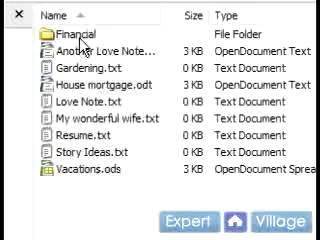 Name Size Type
Financial File Folder
Another Love Note... 3 KB OpenDocument Text
Gardening.txt 0 KB Text Document
House mortgage.odt 3 KB OpenDocument Text
Love Note.txt 0 KB Text Document
My wonderful wife.txt 0 KB Text Document
Resume.txt 0 KB Text Document
Story Ideas.txt 0 KB Text Document
Vacations.ods 3 KB OpenDocument Sprea
Expert Village